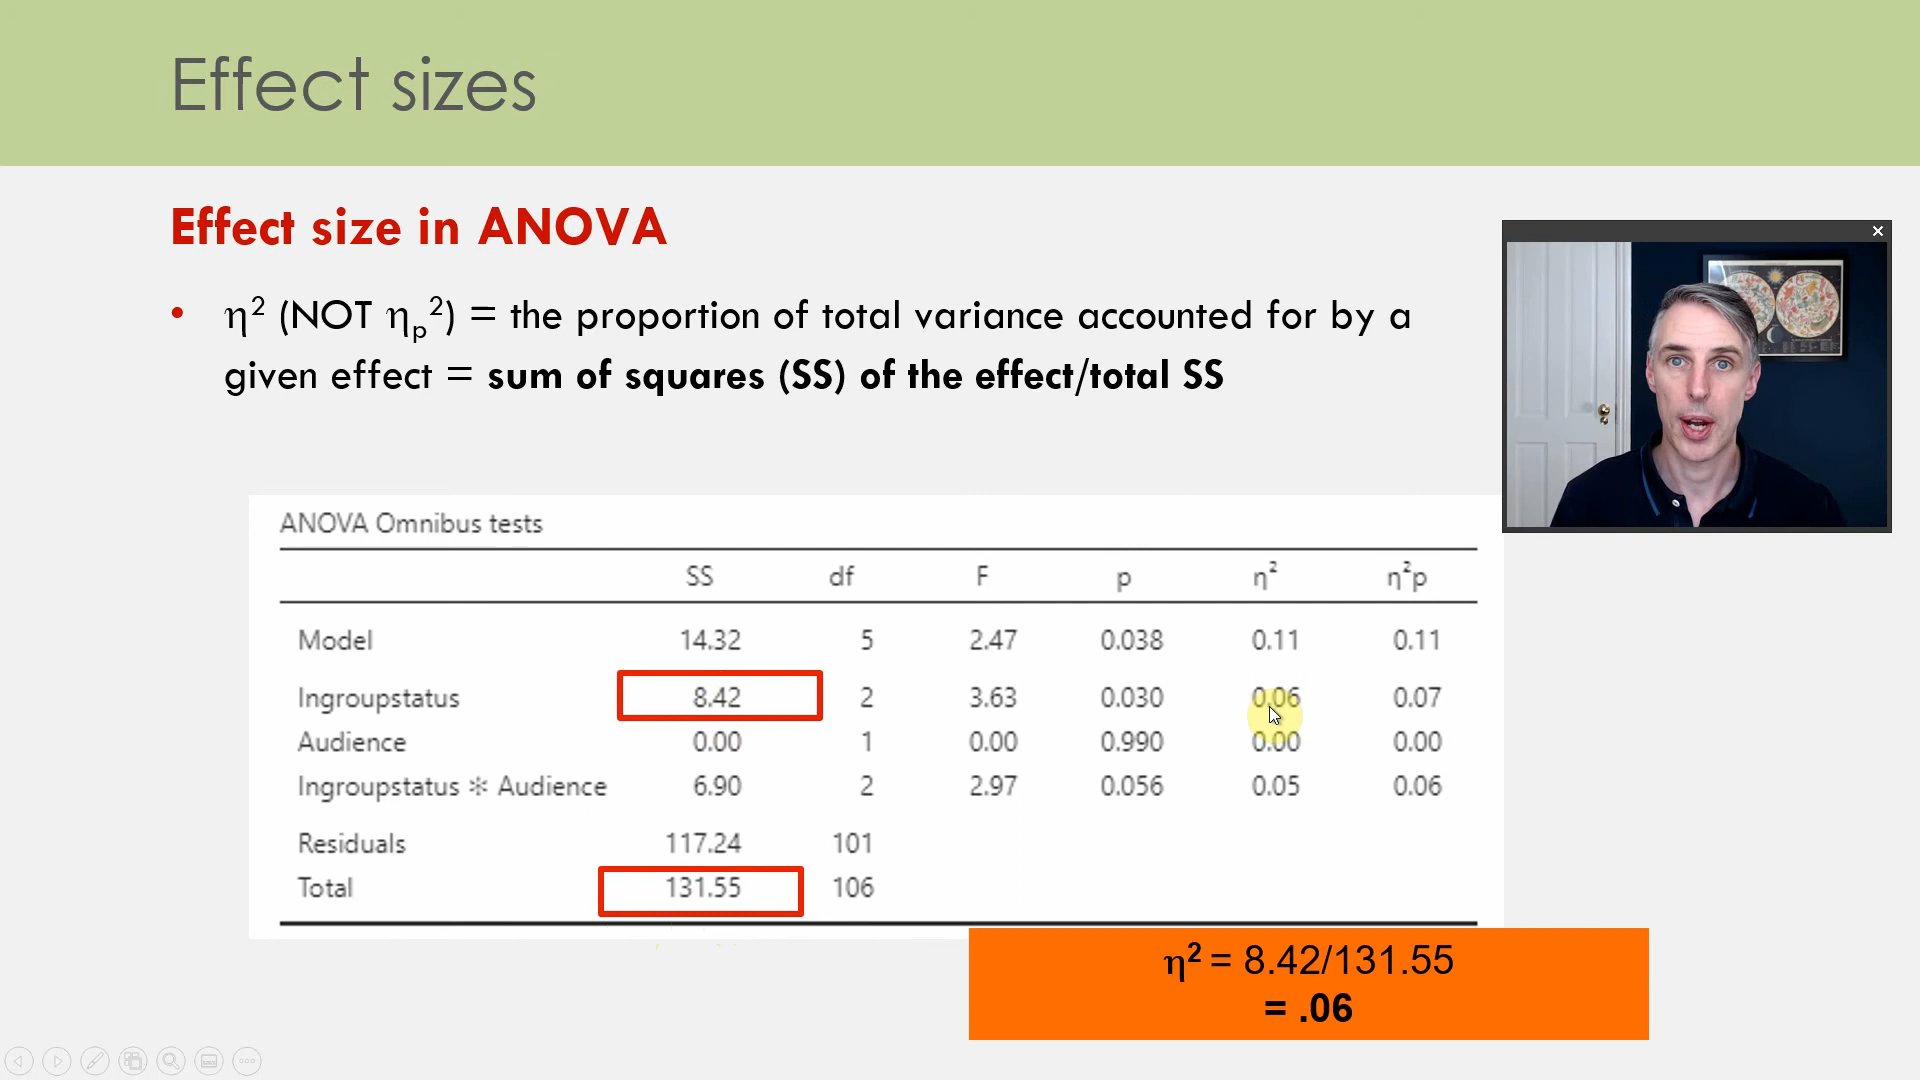 Effect sizes
Effect size in ANOVA
• η² (NOT ηp²) = the proportion of total variance accounted for by a
given effect = sum of squares (SS) of the effect/total SS
ANOVA Omnibus tests
SS df F p η² η²p
Model 14.32 5 2.47 0.038 0.11 0.11
Ingroupstatus 8.42 2 3.63 0.030 0.06 0.07
Audience 0.00 1 0.00 0.990 0.00 0.00
Ingroupstatus ✻ Audience 6.90 2 2.97 0.056 0.05 0.06
Residuals 117.24 101
Total 131.55 106
η² = 8.42/131.55
= .06